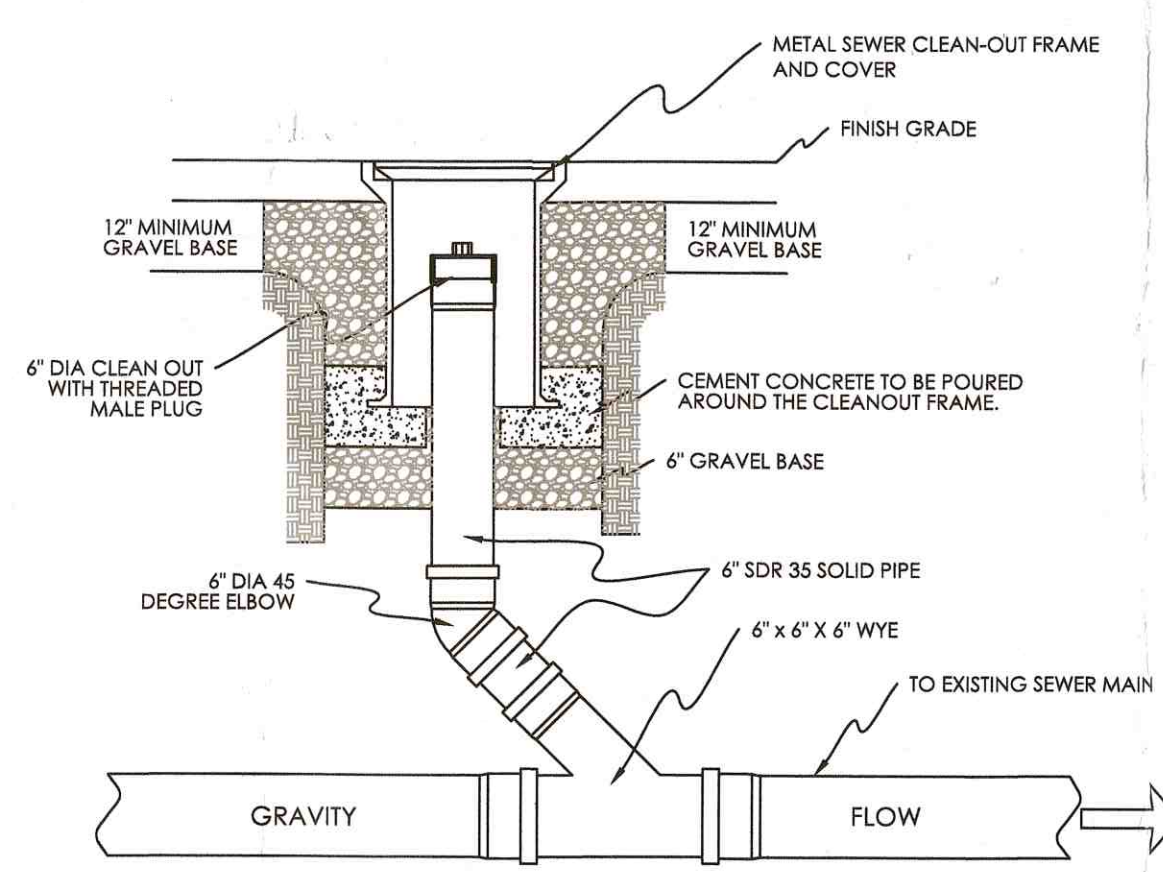 METAL SEWER CLEAN-OUT FRAME
AND COVER
FINISH GRADE
12" MINIMUM
GRAVEL BASE
12" MINIMUM
GRAVEL BASE
6" DIA CLEAN OUT
WITH THREADED
MALE PLUG
CEMENT CONCRETE TO BE POURED
AROUND THE CLEANOUT FRAME.
6" GRAVEL BASE
6" DIA 45
DEGREE ELBOW
6" SDR 35 SOLID PIPE
6" x 6" X 6" WYE
TO EXISTING SEWER MAIN
GRAVITY
FLOW